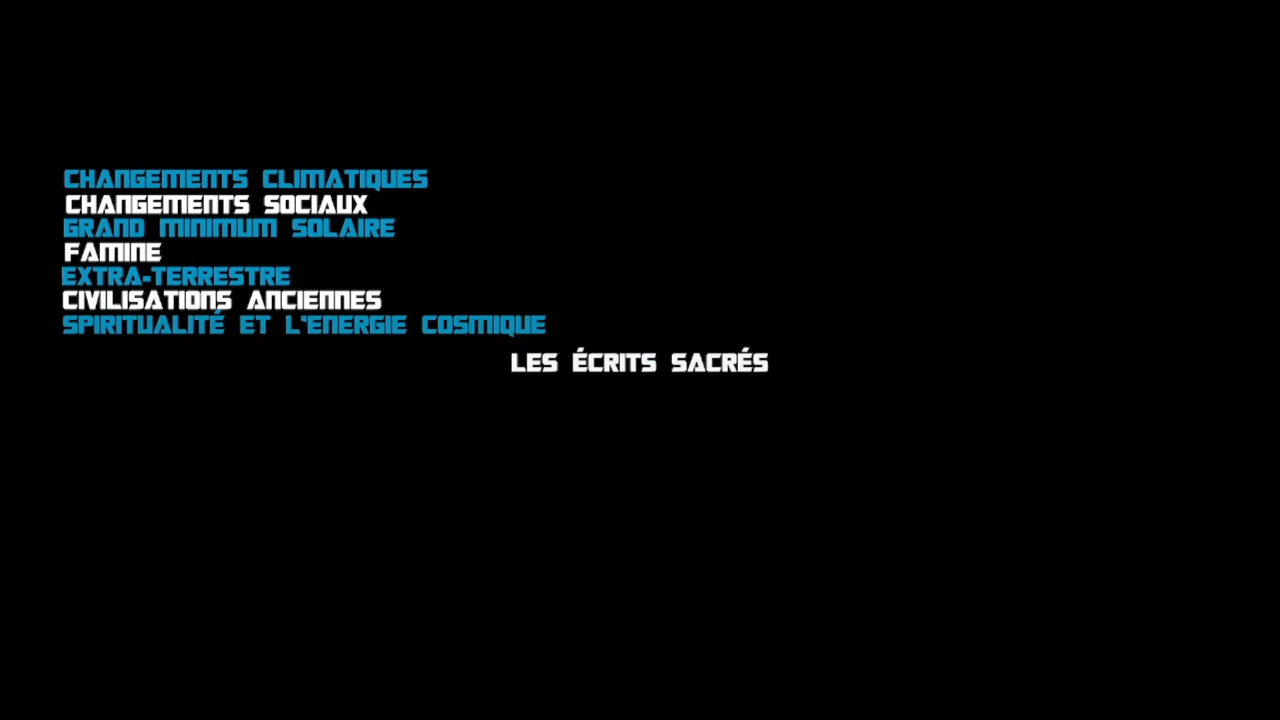 CHANGEMENTS CLIMATIQUES
CHANGEMENTS SOCIAUX
GRAND MINIMUM SOLAIRE
FAMINE
EXTRA-TERRESTRE
CIVILISATIONS ANCIENNES
SPIRITUALITÉ ET L'ENERGIE COSMIQUE
LES ÉCRITS SACRÉS